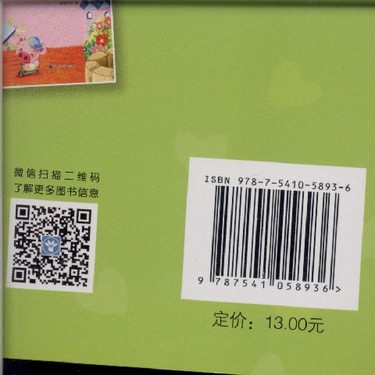 微信扫描二维码
了解更多图书信息
ISBN 978-7-5410-5893-6
9 787541 058936 >
定价：13.00元